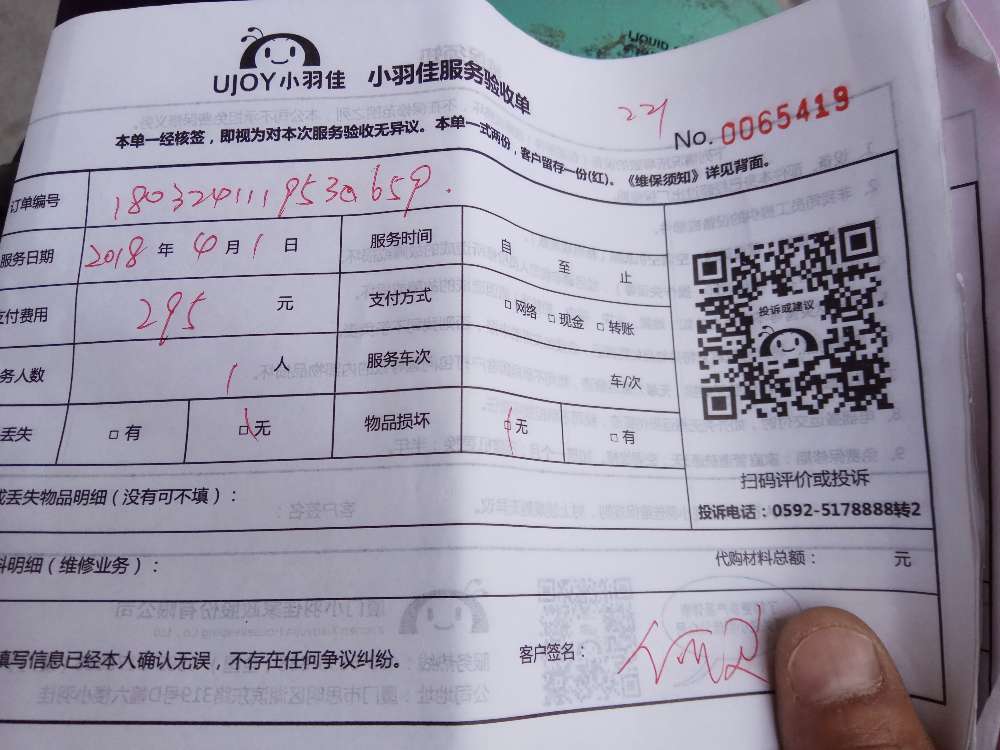 UJOY小羽佳 小羽佳服务验收单
No. 0065419
本单一经核签，即视为对本次服务验收无异议。本单一式两份，客户留存一份(红)。《维保须知》详见背面。
订单编号
服务日期 2018 年 4 月 1 日 服务时间 自 至 止
支付费用 295 元 支付方式 □ 网络 □ 现金 □ 转账
务人数 1 人 服务车次 车/次
丢失 □ 有 □ 无 物品损坏 □ 无 □ 有
投诉或建议
扫码评价或投诉
投诉电话：0592-5178888转2
丢失物品明细（没有可不填）：
料明细（维修业务）： 代购材料总额： 元
填写信息已经本人确认无误，不存在任何争议纠纷。 客户签名：